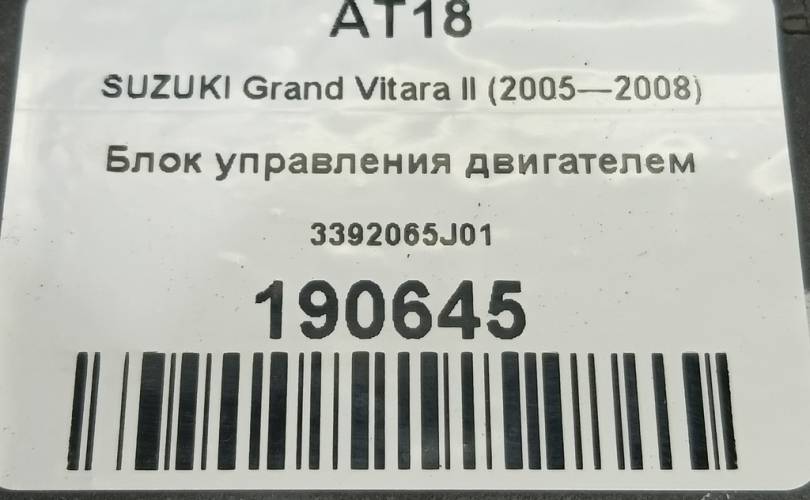 AT18
SUZUKI Grand Vitara II (2005—2008)
Блок управления двигателем
3392065J01
190645